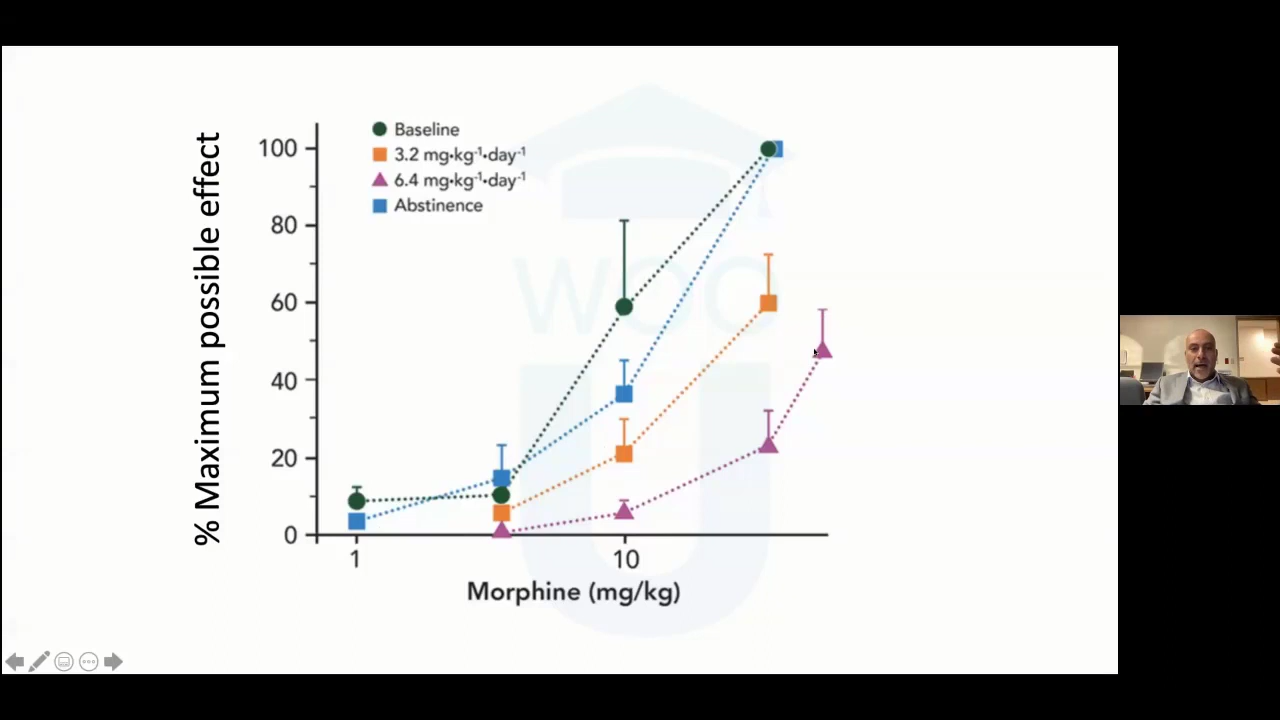 % Maximum possible effect
100
80
60
40
20
0
Baseline
3.2 mg•kg⁻¹•day⁻¹
6.4 mg•kg⁻¹•day⁻¹
Abstinence
WOO
1
10
Morphine (mg/kg)